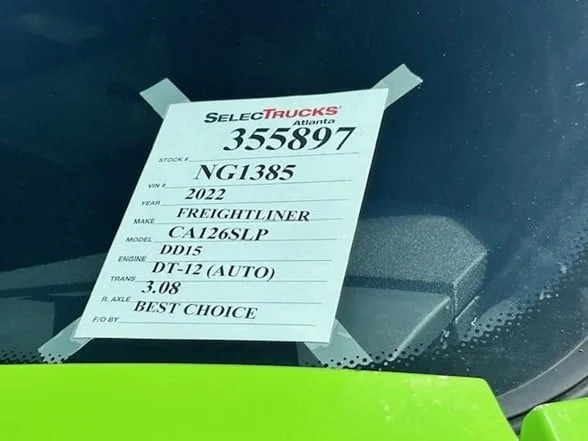 SELECTRUCKS
Atlanta
STOCK # 355897
VIN # NG1385
YEAR 2022
MAKE FREIGHTLINER
MODEL CA126SLP
ENGINE DD15
TRANS DT-12 (AUTO)
R. AXLE 3.08
F/O BY BEST CHOICE